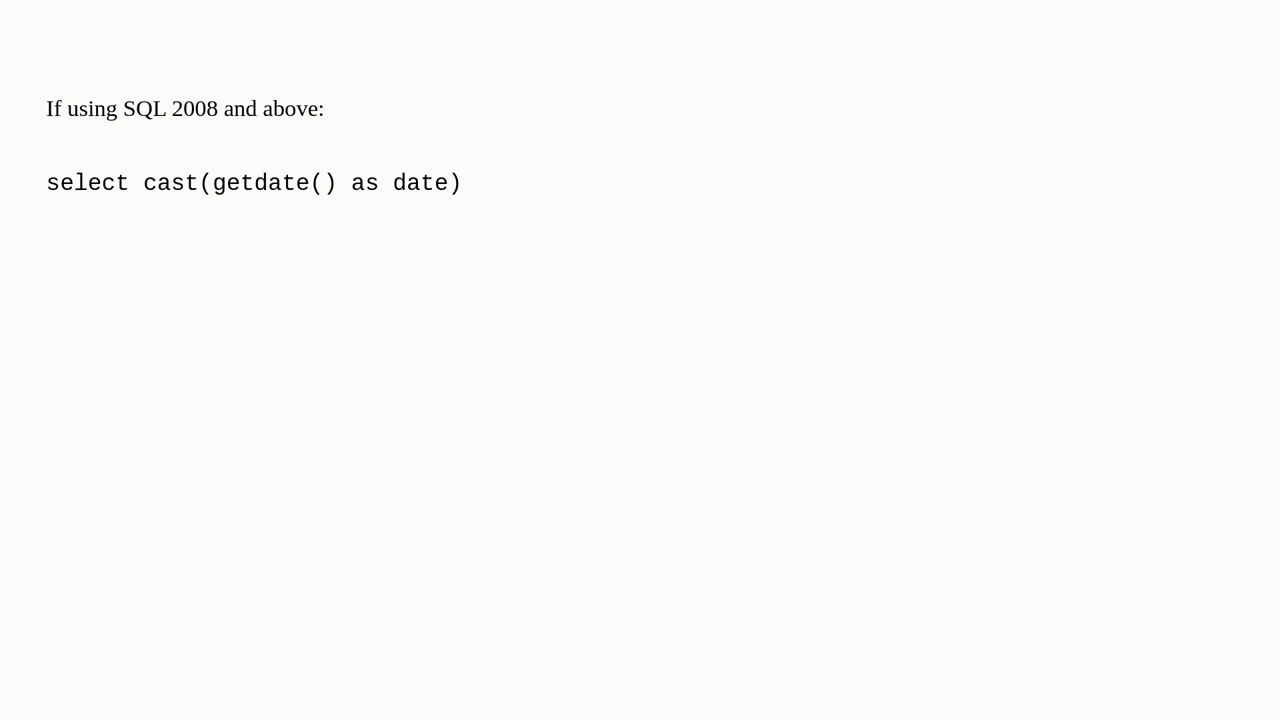 If using SQL 2008 and above:
select cast(getdate() as date)